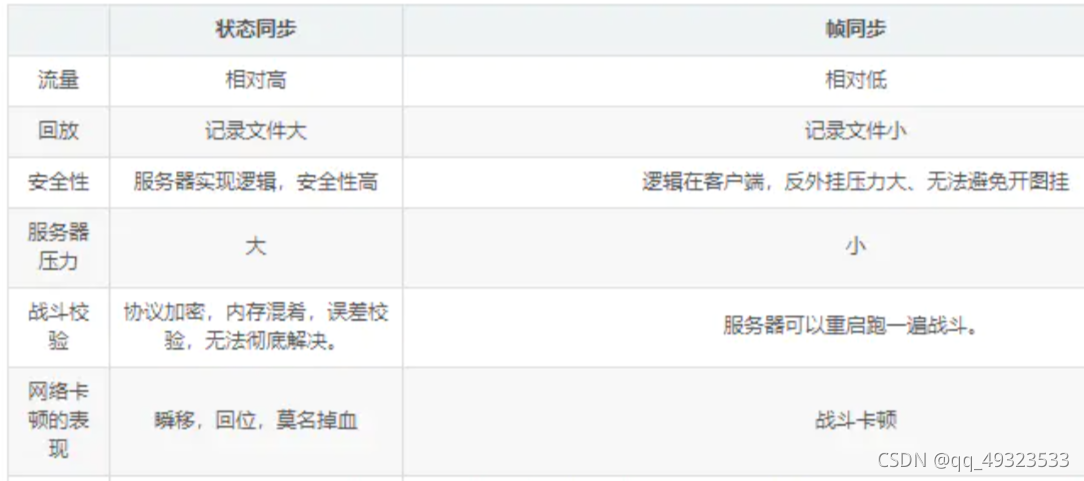 状态同步 帧同步
流量 相对高 相对低
回放 记录文件大 记录文件小
安全性 服务器实现逻辑，安全性高 逻辑在客户端，反外挂压力大、无法避免开图挂
服务器
压力
大 小
战斗校
验
协议加密，内存混肴，误差校
验，无法彻底解决。
服务器可以重启跑一遍战斗。
网络卡
顿的表
现
瞬移，回位，莫名掉血 战斗卡顿
CSDN @qq_49323533